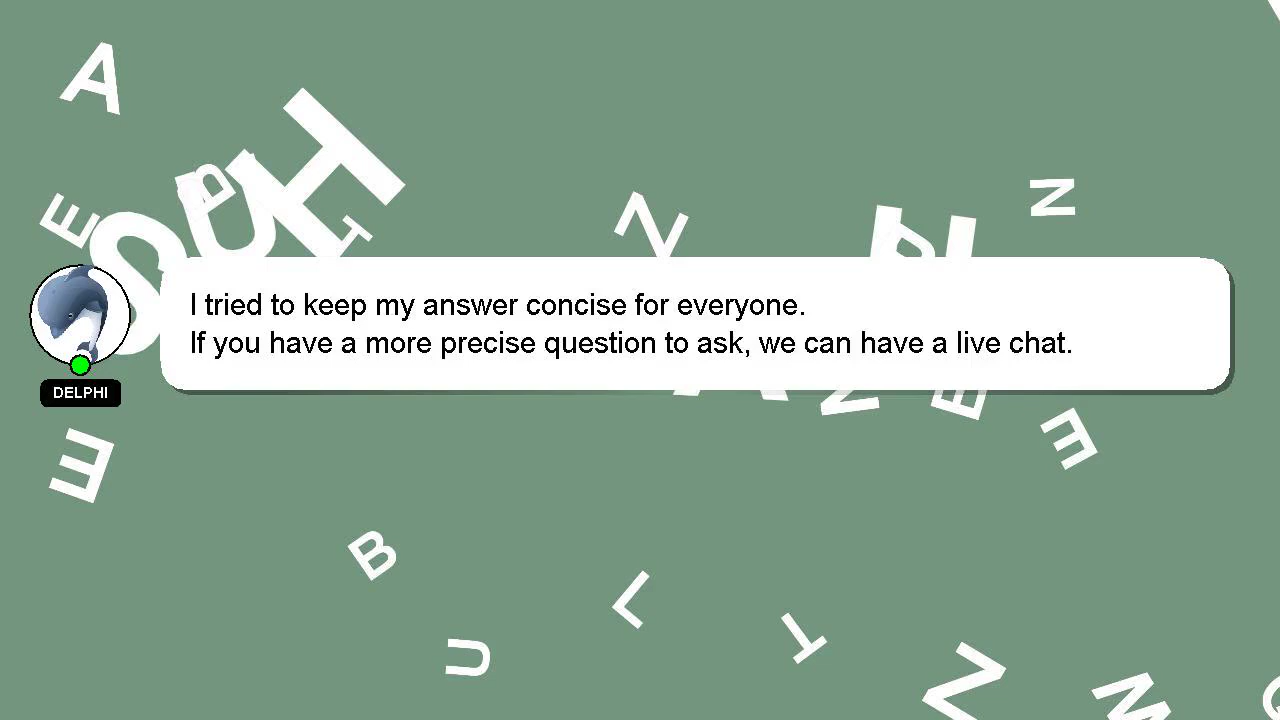 I tried to keep my answer concise for everyone.
If you have a more precise question to ask, we can have a live chat.
DELPHI
A
E
S
U
H
B
L
Z
N
E
B
U
L
T
Z
M
E
E
Z